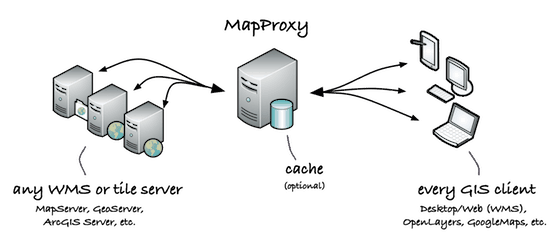 MapProxy
any WMS or tile server
MapServer, GeoServer,
ArcGIS Server, etc.
cache
(optional)
every GIS client
Desktop/Web (WMS),
OpenLayers, GoogleMaps, etc.